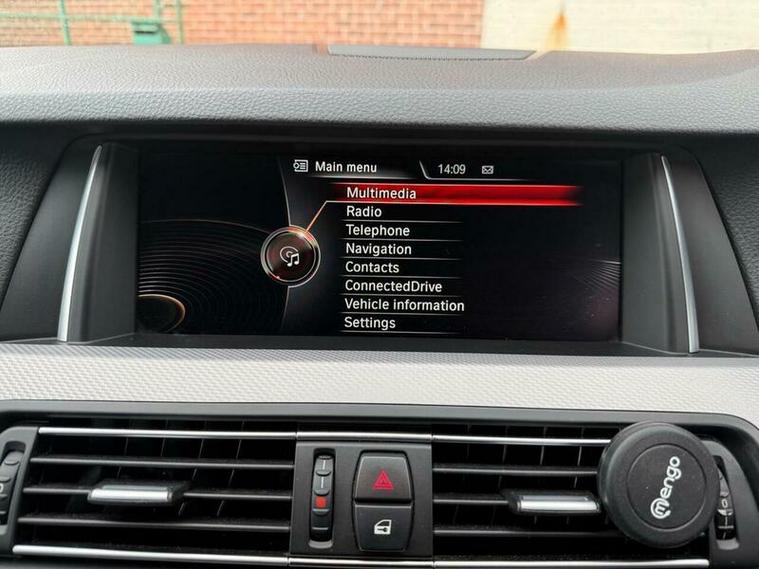 Main menu 14:09
Multimedia
Radio
Telephone
Navigation
Contacts
ConnectedDrive
Vehicle information
Settings
mengo